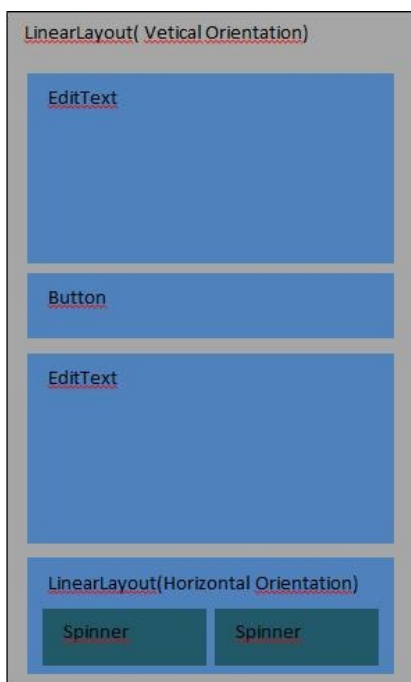 LinearLayout( Vetical Orientation)
EditText
Button
EditText
LinearLayout(Horizontal Orientation)
Spinner
Spinner